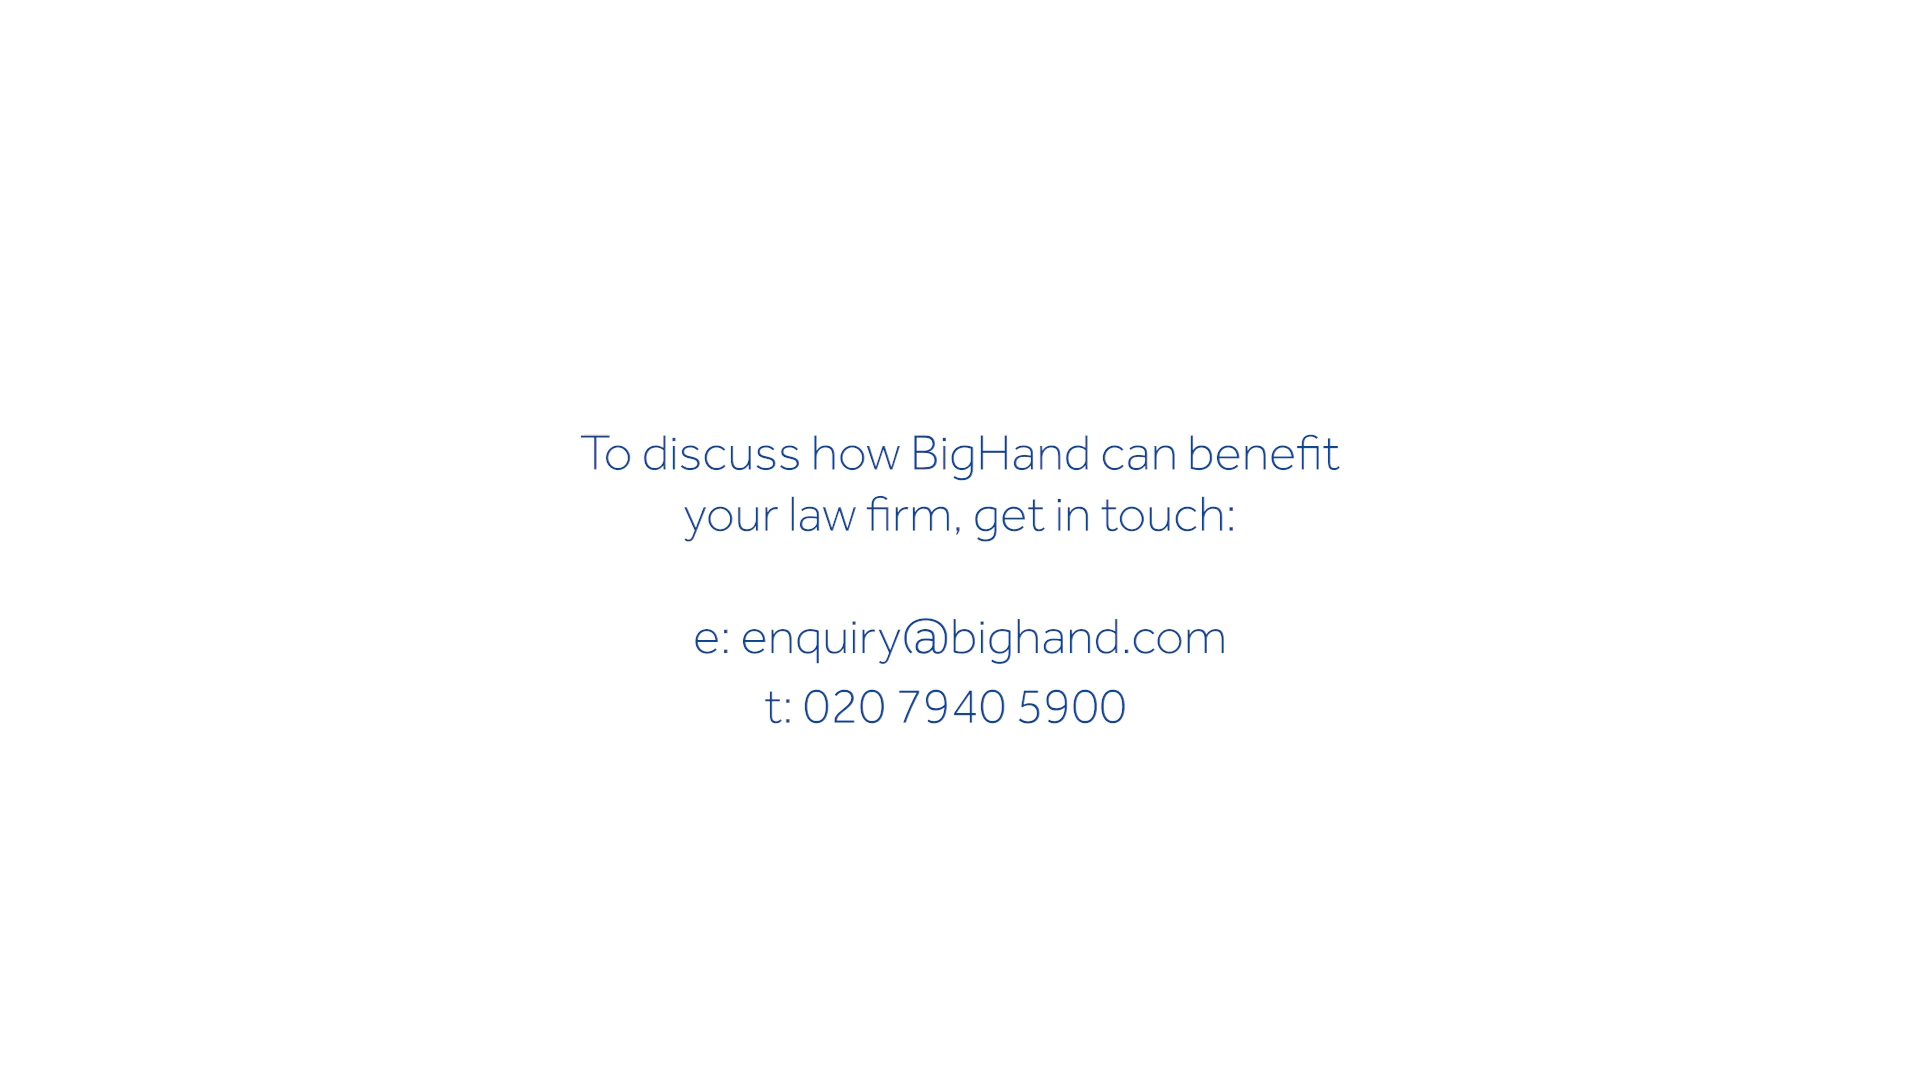 To discuss how BigHand can benefit
your law firm, get in touch:
e: enquiry@bighand.com
t: 020 7940 5900